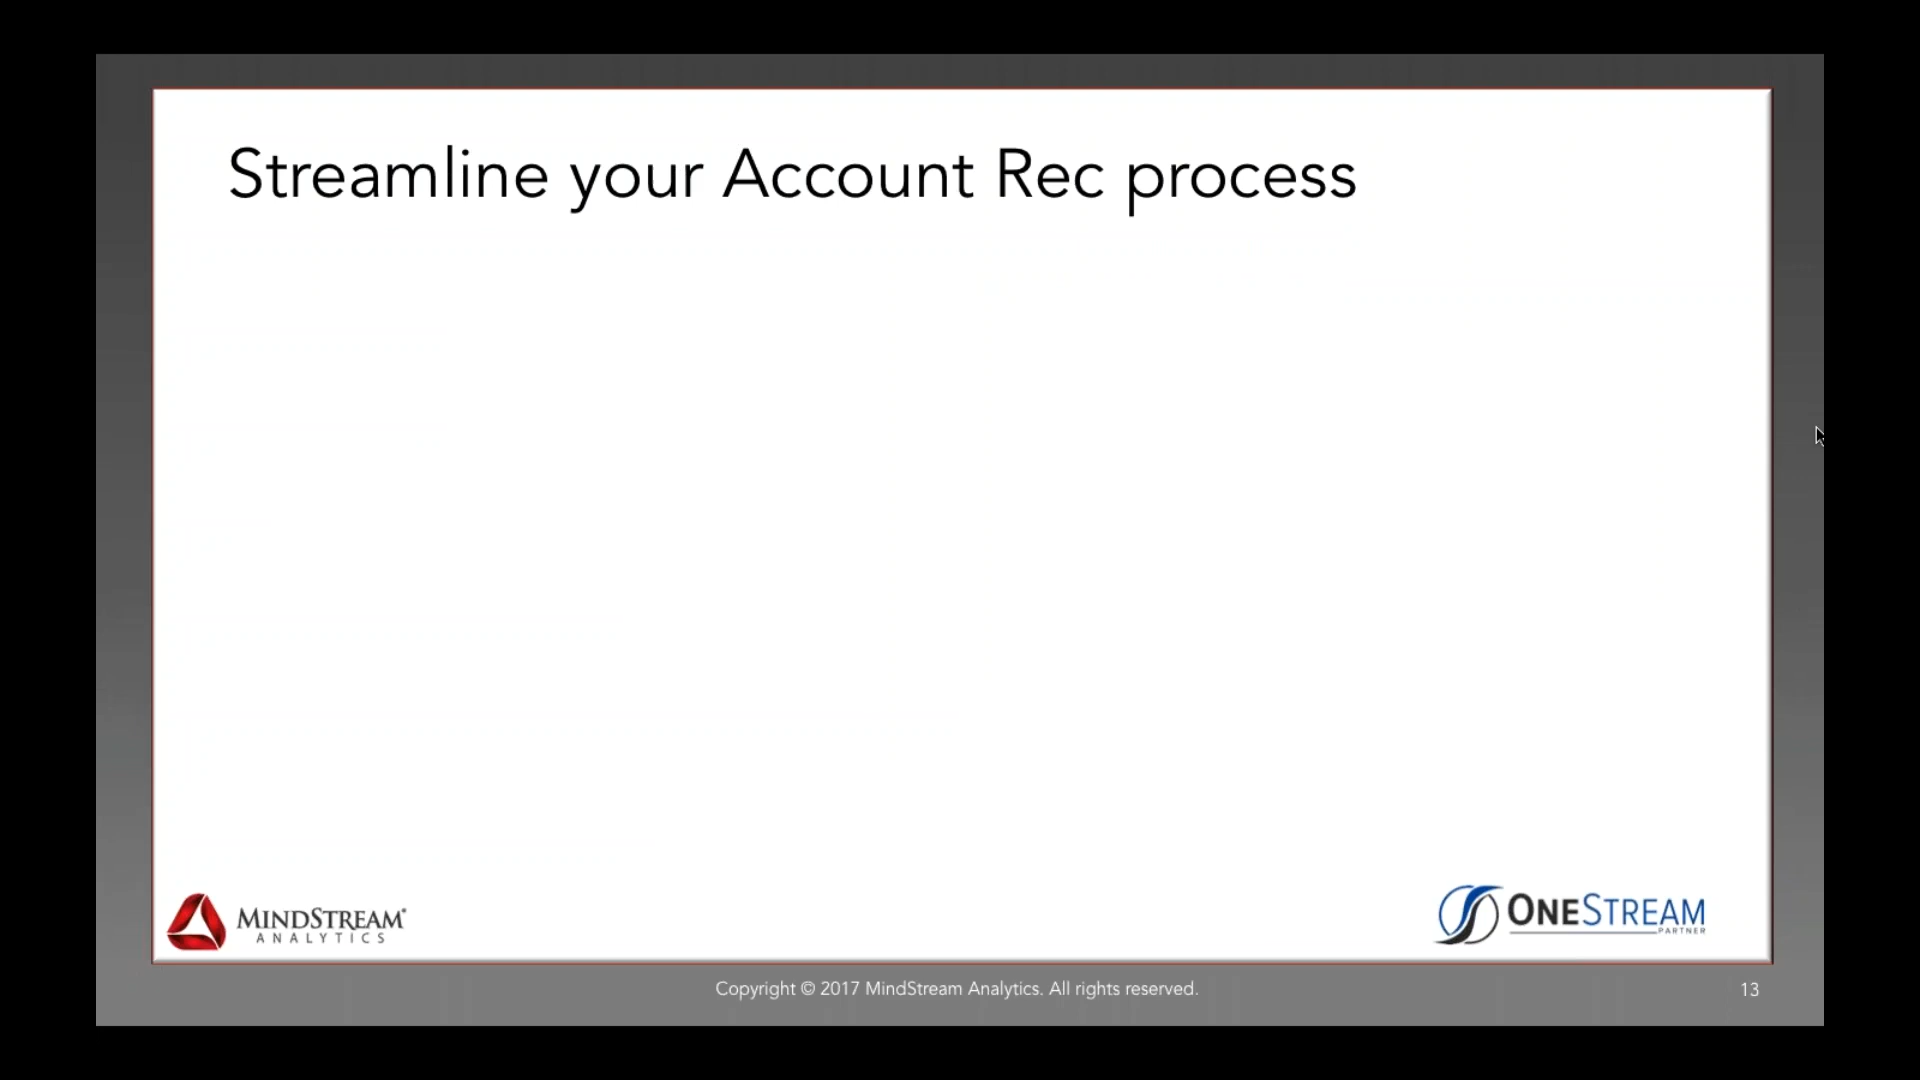 Streamline your Account Rec process
MINDSTREAM®
ANALYTICS
ONESTREAM
PARTNER
Copyright © 2017 MindStream Analytics. All rights reserved.
13